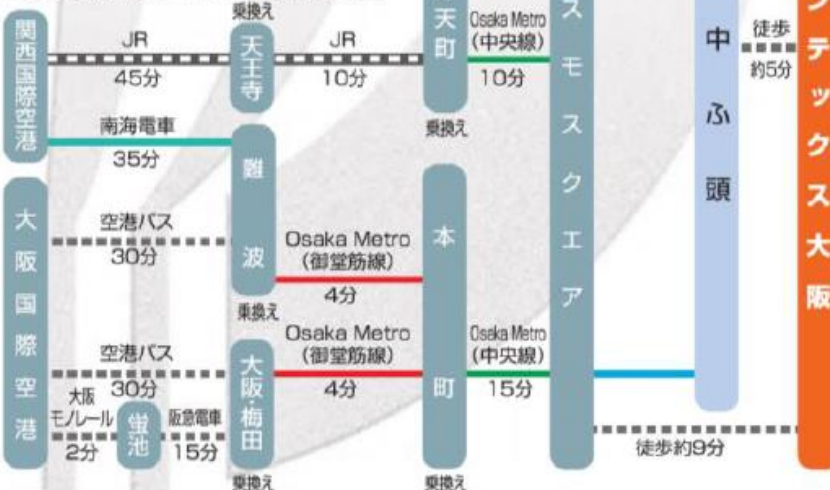 乗換え
関西国際空港
JR
45分
天王寺
JR
10分
天町
Osaka Metro
(中央線)
10分
スモスクエア
中ふ頭
徒歩
約5分
ンテックス大阪
乗換え
南海電車
35分
難波
大阪国際空港
空港バス
30分
Osaka Metro
(御堂筋線)
4分
本町
乗換え
空港バス
30分
大阪梅田
Osaka Metro
(御堂筋線)
4分
Osaka Metro
(中央線)
15分
大阪
モノレール
2分
蛍池
阪急電車
15分
徒歩約9分
乗換え
乗換え